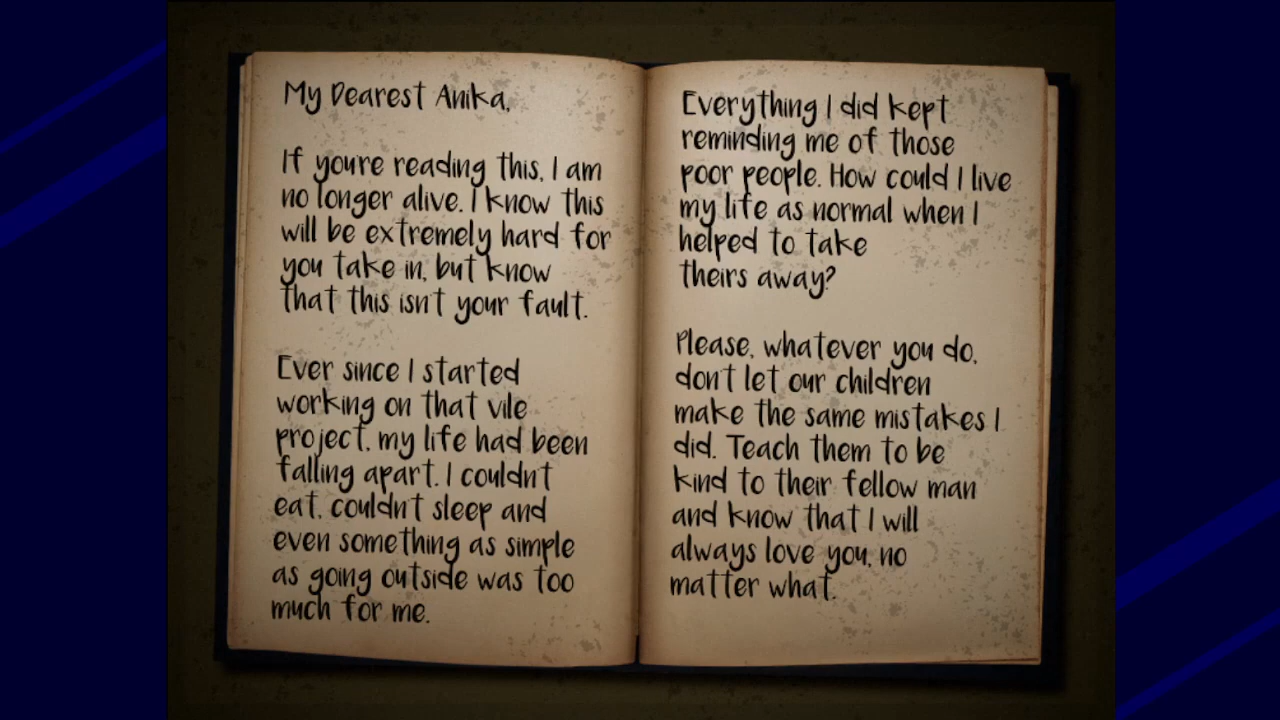 My Dearest Anika,
If you're reading this, I am
no longer alive. I know this
will be extremely hard for
you take in, but know
that this isn't your fault.
Ever since I started
working on that vile
project, my life had been
falling apart. I couldn't
eat, couldn't sleep and
even something as simple
as going outside was too
much for me.
Everything I did kept
reminding me of those
poor people. How could I live
my life as normal when I
helped to take
theirs away?
Please, whatever you do,
don't let our children
make the same mistakes I
did. Teach them to be
kind to their fellow man
and know that I will
always love you, no
matter what.